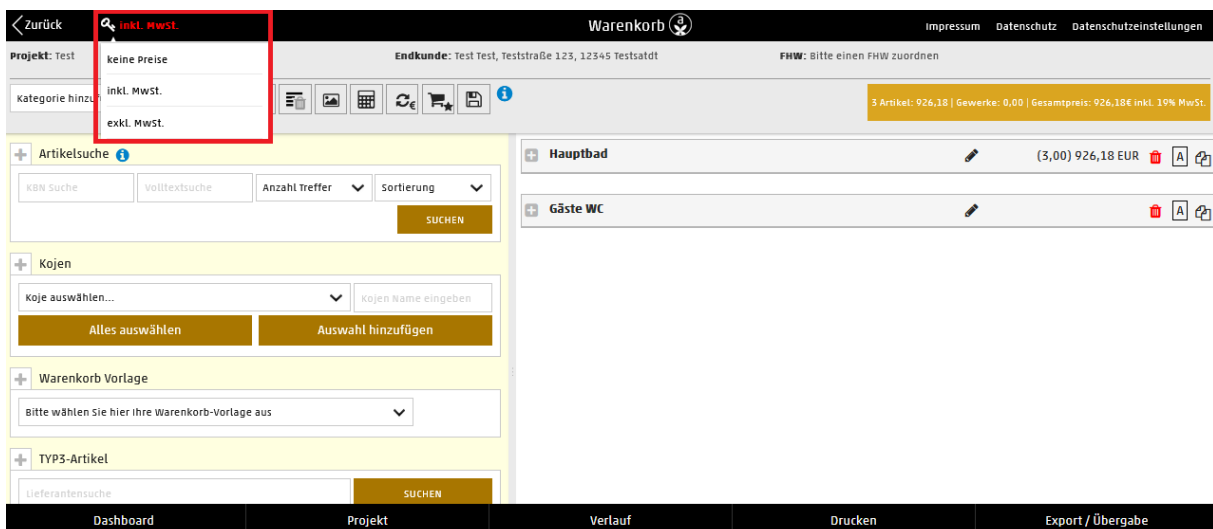 Zurück
inkl. MwSt.
Warenkorb
a
Impressum Datenschutz Datenschutzeinstellungen
Projekt: Test
Endkunde: Test Test, Teststraße 123, 12345 Testsatdt
FHW: Bitte einen FHW zuordnen
keine Preise
inkl. MwSt.
exkl. MwSt.
Kategorie
3 Artikel: 926,18 | Gewerke: 0,00 | Gesamtpreis: 926,18€ inkl. 19% MwSt.
Artikelsuche
KBN Suche Volltextsuche Anzahl Treffer Sortierung
SUCHEN
Kojen
Koje auswählen... Kojen Name eingeben
Alles auswählen Auswahl hinzufügen
Warenkorb Vorlage
Bitte wählen Sie hier Ihre Warenkorb-Vorlage aus
TYP3-Artikel
Lieferantensuche SUCHEN
Hauptbad (3,00) 926,18 EUR A
Gäste WC A
Dashboard Projekt Verlauf Drucken Export / Übergabe